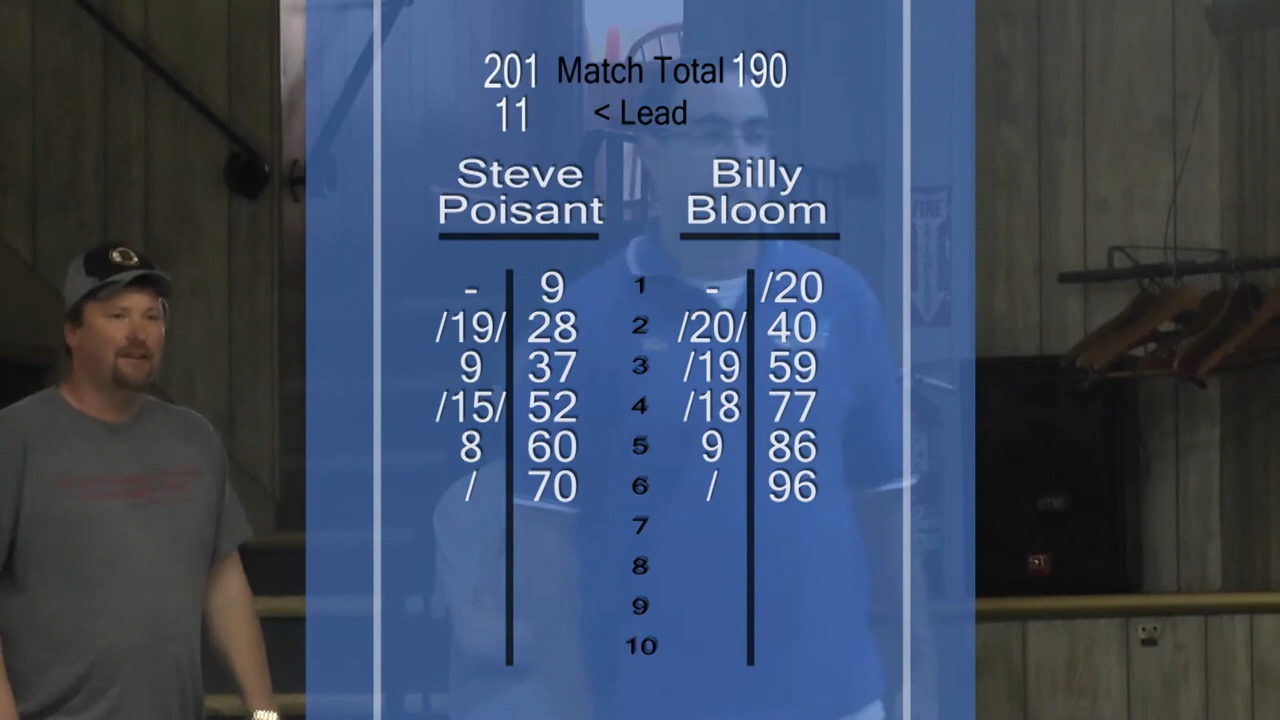 201 Match Total 190
11 < Lead
Steve Poisant
Billy Bloom
- 9 1 - /20
/19/ 28 2 /20/ 40
9 37 3 /19 59
/15/ 52 4 /18 77
8 60 5 9 86
/ 70 6 / 96
7
8
9
10
FIRE